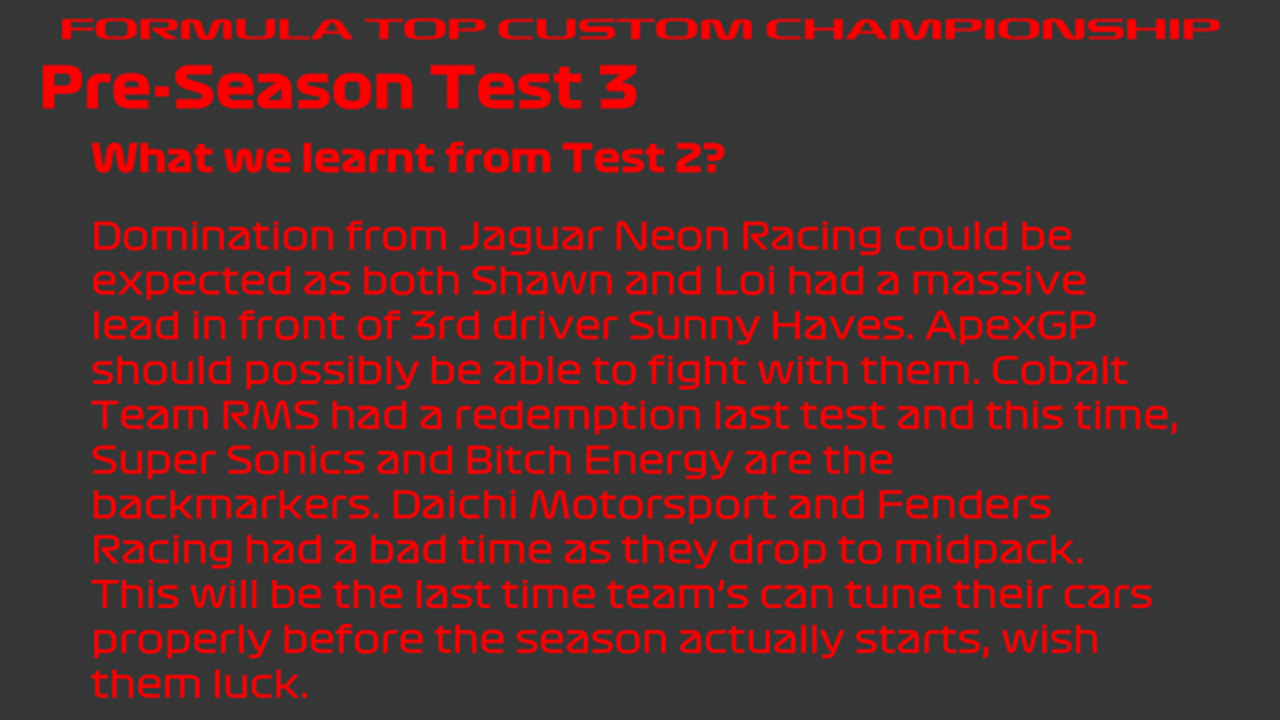 FORMULA TOP CUSTOM CHAMPIONSHIP
Pre-Season Test 3
What we learnt from Test 2?
Domination from Jaguar Neon Racing could be
expected as both Shawn and Loi had a massive
lead in front of 3rd driver Sunny Haves. ApexGP
should possibly be able to fight with them. Cobalt
Team RMS had a redemption last test and this time,
Super Sonics and Bitch Energy are the
backmarkers. Daichi Motorsport and Fenders
Racing had a bad time as they drop to midpack.
This will be the last time team's can tune their cars
properly before the season actually starts, wish
them luck.